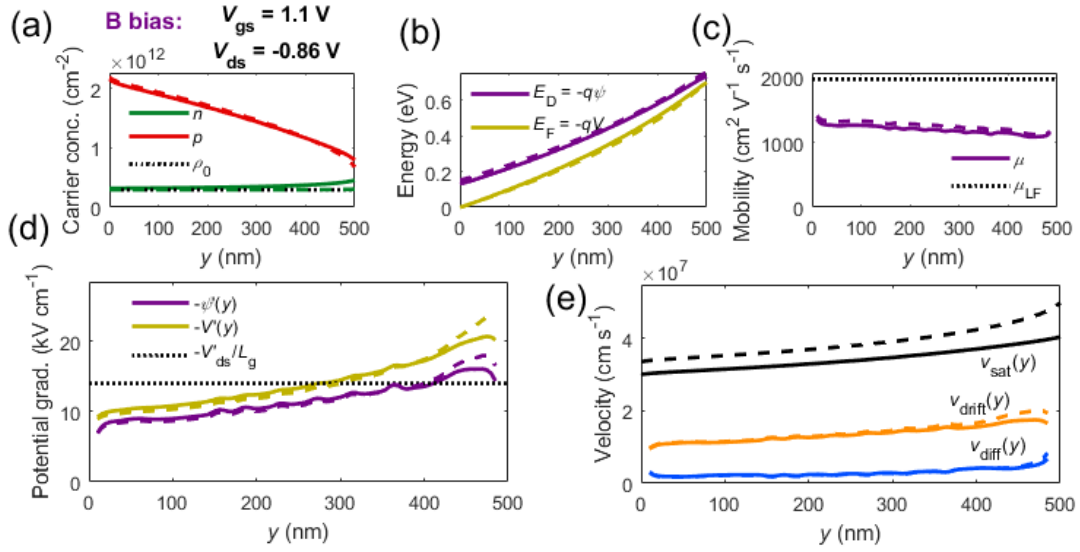 (a)
B bias:
V_gs = 1.1 V
V_ds = -0.86 V
× 10^12
Carrier conc. (cm^-2)
2
1
0
n
p
ρ_0
0 100 200 300 400 500
y (nm)
(b)
Energy (eV)
0.6
0.4
0.2
0
E_D = -qψ
E_F = -qV
0 100 200 300 400 500
y (nm)
(c)
Mobility (cm^2 V^-1 s^-1)
2000
1000
0
μ
μ_LF
0 100 200 300 400 500
y (nm)
(d)
Potential grad. (kV cm^-1)
20
10
0
-ψ'(y)
-V'(y)
-V'_ds/L_g
0 100 200 300 400 500
y (nm)
(e)
× 10^7
Velocity (cm s^-1)
4
2
0
v_sat(y)
v_drift(y)
v_diff(y)
0 100 200 300 400 500
y (nm)